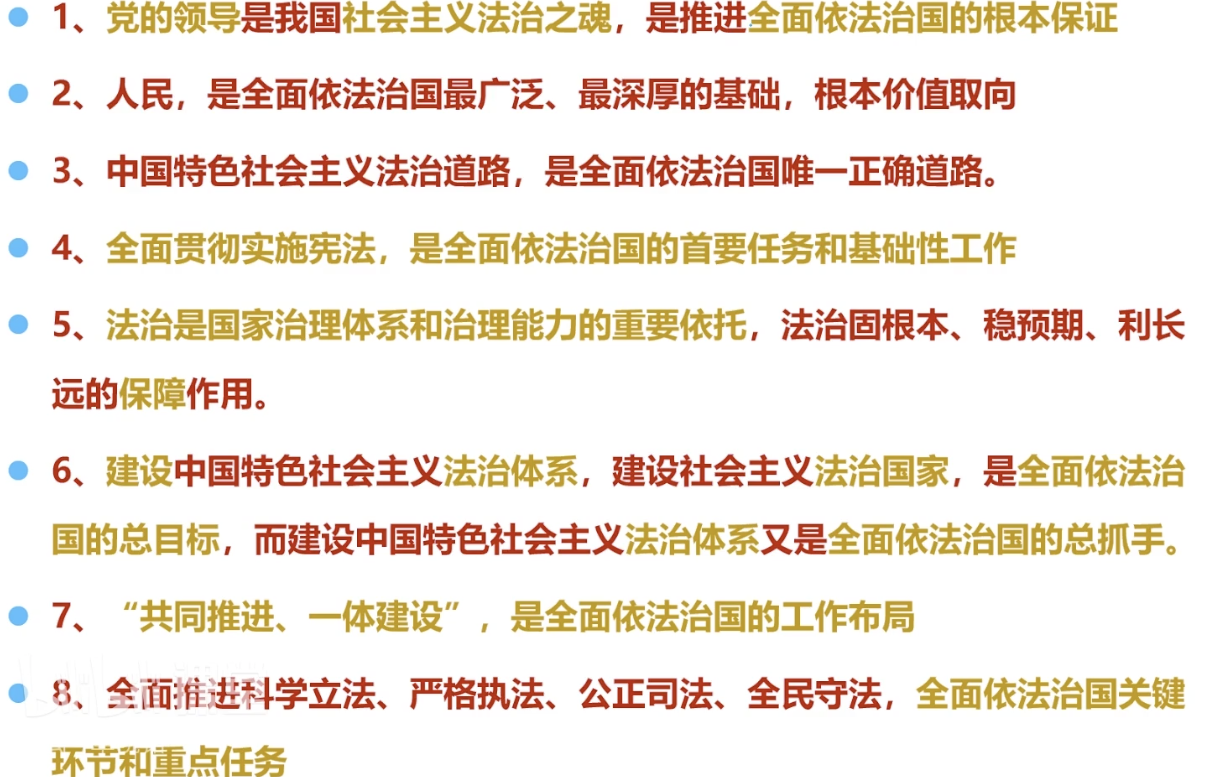 1、党的领导是我国社会主义法治之魂，是推进全面依法治国的根本保证
2、人民，是全面依法治国最广泛、最深厚的基础，根本价值取向
3、中国特色社会主义法治道路，是全面依法治国唯一正确道路。
4、全面贯彻实施宪法，是全面依法治国的首要任务和基础性工作
5、法治是国家治理体系和治理能力的重要依托，法治固根本、稳预期、利长
远的保障作用。
6、建设中国特色社会主义法治体系，建设社会主义法治国家，是全面依法治
国的总目标，而建设中国特色社会主义法治体系又是全面依法治国的总抓手。
7、“共同推进、一体建设”，是全面依法治国的工作布局
8、全面推进科学立法、严格执法、公正司法、全民守法，全面依法治国关键
环节和重点任务